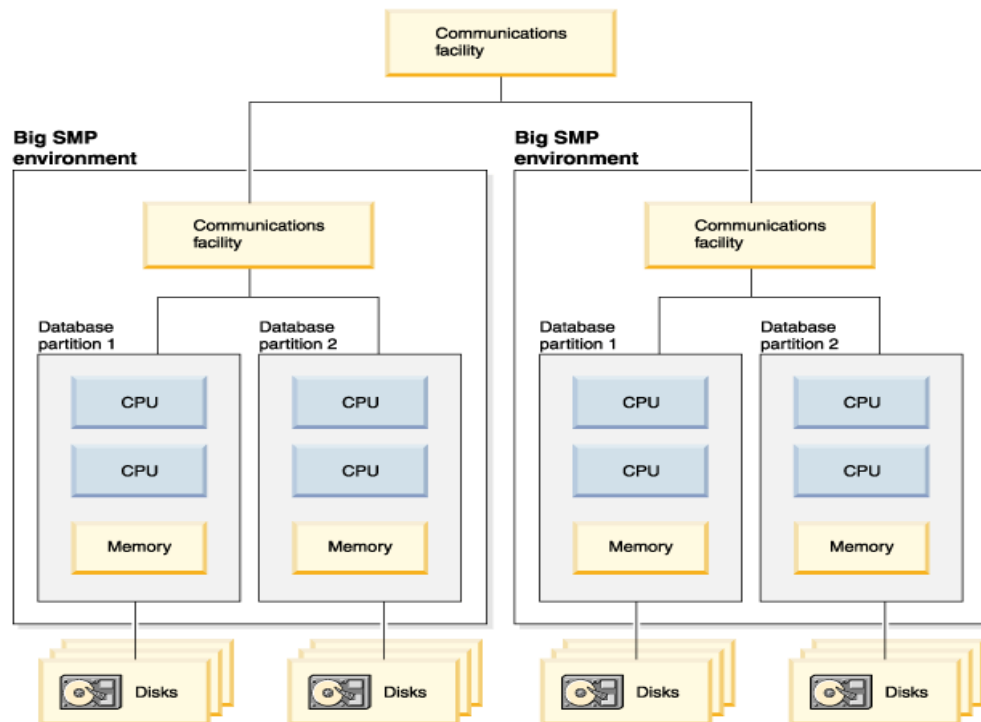 Communications
facility
Big SMP
environment
Big SMP
environment
Communications
facility
Communications
facility
Database
partition 1
Database
partition 2
Database
partition 1
Database
partition 2
CPU
CPU
CPU
CPU
CPU
CPU
CPU
CPU
Memory
Memory
Memory
Memory
Disks
Disks
Disks
Disks